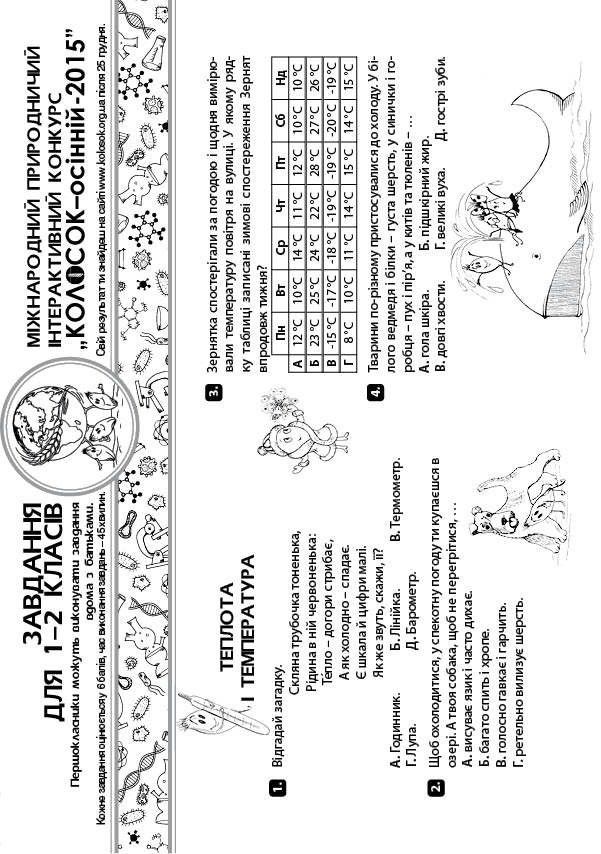 ЗАВДАННЯ
ДЛЯ 1–2 КЛАСІВ
Першокласники можуть виконувати завдання
вдома з батьками.
Кожне завдання оцінюється у 6 балів, час виконання завдань – 45 хвилин.
МІЖНАРОДНИЙ ПРИРОДНИЧИЙ
ІНТЕРАКТИВНИЙ КОНКУРС
„КОЛОСОК–осінній-2015”
Свій результат ти знайдеш на сайті www.kolosok.org.ua після 25 грудня.
ТЕПЛОТА
І ТЕМПЕРАТУРА
1. Відгадай загадку.
Скляна трубочка тоненька,
Рідина в ній червоненька:
Тепло – догори стрибає,
А як холодно – спадає.
Є шкала й цифри малі.
Як же звуть, скажи, її?
А. Годинник. Б. Лінійка. В. Термометр.
Г. Лупа. Д. Барометр.
2. Щоб охолодитися, у спекотну погоду ти купаєшся в
озері. А твоя собака, щоб не перегрітися, …
А. висуває язик і часто дихає.
Б. багато спить і хропе.
В. голосно гавкає і гарчить.
Г. ретельно вилизує шерсть.
3. Зернятка спостерігали за погодою і щодня вимірю-
вали температуру повітря на вулиці. У якому ряд-
ку таблиці записані зимові спостереження Зернят
впродовж тижня?
Пн Вт Ср Чт Пт Сб Нд
А 12 °С 10 °С 14 °С 11 °С 12 °С 10 °С 10 °С
Б 23 °С 25 °С 24 °С 22 °С 28 °С 27 °С 26 °С
В -15 °С -17 °С -18 °С -19 °С -19 °С -20 °С -19 °С
Г 8 °С 10 °С 11 °С 14 °С 15 °С 14 °С 15 °С
4. Тварини по-різному пристосувалися до холоду. У бі-
лого ведмедя і білки – густа шерсть, у синички і го-
робця – пух і пір’я, а у китів та тюленів – …
А. гола шкіра. Б. підшкірний жир.
В. довгі хвости. Г. великі вуха. Д. гострі зуби.